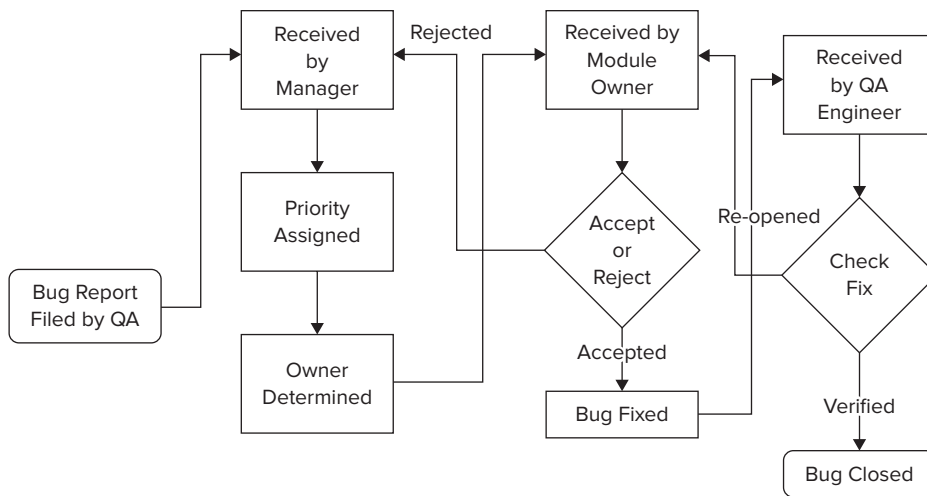 Bug Report
Filed by QA
Received
by
Manager
Priority
Assigned
Owner
Determined
Rejected
Received by
Module
Owner
Accept
or
Reject
Accepted
Bug Fixed
Re-opened
Received
by QA
Engineer
Check
Fix
Verified
Bug Closed